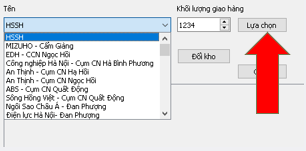 Tên
Khối lượng giao hàng
HSSH
1234
Lựa chọn
HSSH
MIZUHO - Cẩm Giàng
EDH - CCN Ngọc Hồi
Công nghiệp Hà Nội - Cụm CN Hà Bình Phương
An Thịnh - Cụm CN Hạ Hồi
An Thịnh - Cụm CN Ngọc Hồi
ABS - Cụm CN Quất Động
Sông Hồng Việt - Cụm CN Quất Động
Ngôi Sao Châu Á - Đan Phượng
Điện lực Hà Nội- Đan Phượng
Đổi kho